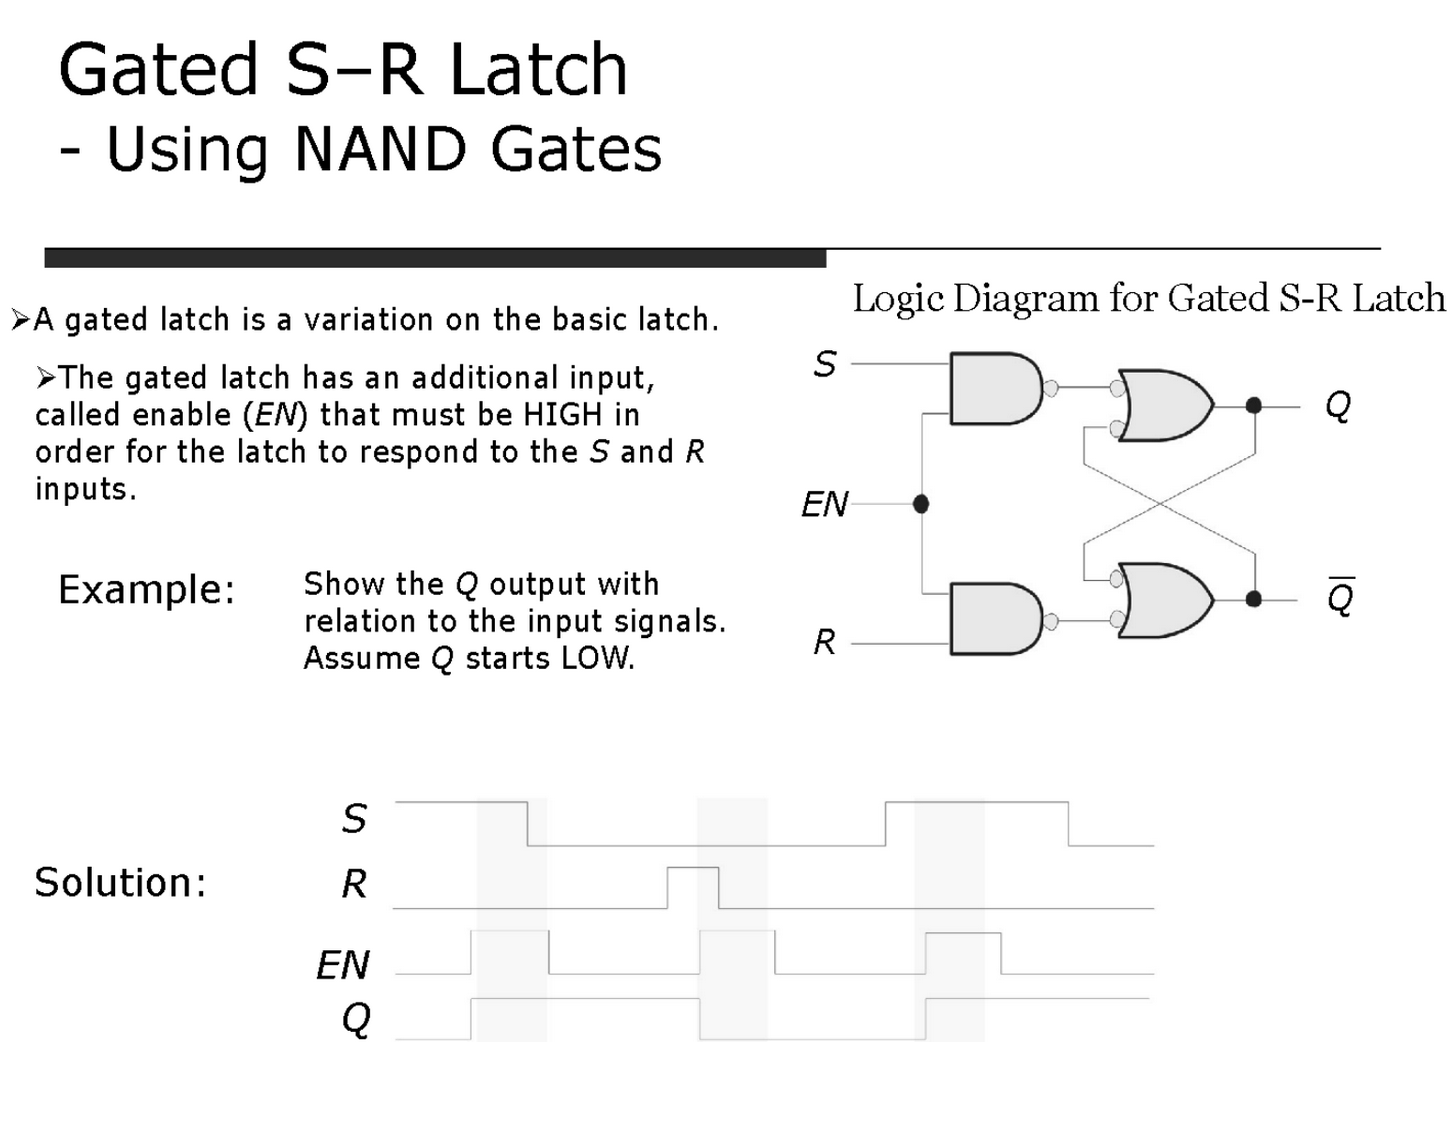 Gated S–R Latch
- Using NAND Gates
➢A gated latch is a variation on the basic latch.
➢The gated latch has an additional input,
called enable (EN) that must be HIGH in
order for the latch to respond to the S and R
inputs.
Logic Diagram for Gated S-R Latch
S
Q
EN
Q̅
R
Example:
Show the Q output with
relation to the input signals.
Assume Q starts LOW.
Solution:
S
R
EN
Q